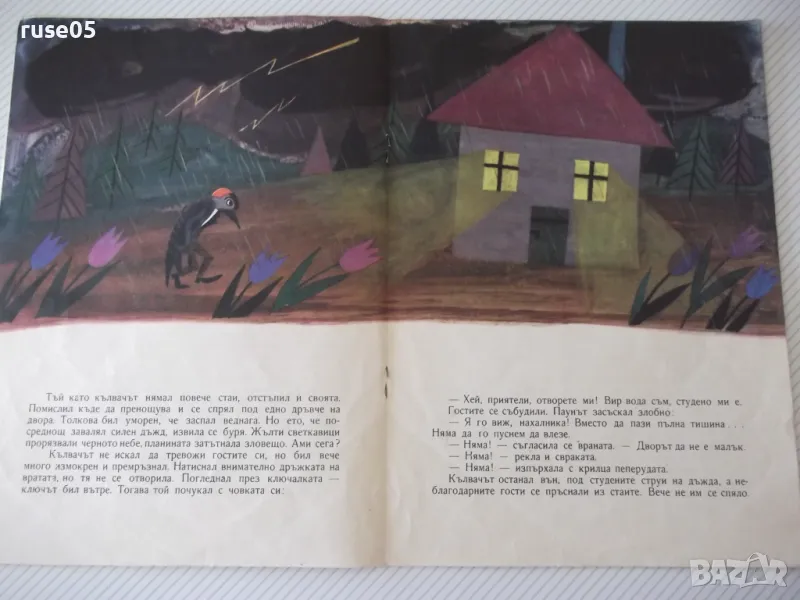 ruse05
Тъй като кълвачът нямал повече стаи, отстъпил и своята.
Помислил къде да пренощува и се спрял под едно дръвче на
двора. Толкова бил уморен, че заспал веднага. Но ето, че по-
среднощ завалял силен дъжд, извила се буря. Жълти светкавици
прорязвали черното небе, планината затътнала зловещо. Ами сега?
Кълвачът не искал да тревожи гостите си, но бил вече
много измокрен и премръзнал. Натиснал внимателно дръжката на
вратата, но тя не се отворила. Погледнал през ключалката —
ключът бил вътре. Тогава той почукал с човката си:
— Хей, приятели, отворете ми! Вир вода съм, студено ми е.
Гостите се събудили. Паунът засъскал злобно:
— Я го виж, нахалника! Вместо да пази пълна тишина...
Няма да го пуснем да влезе.
— Няма! — съгласила се враната. — Дворът да не е малък.
— Няма! — рекла и свраката.
— Няма! — изпърхала с крилца пеперудата.
Кълвачът останал вън, под студените струи на дъжда, а не-
благодарните гости се пръснали из стаите. Вече не им се спяло.
BAZAR